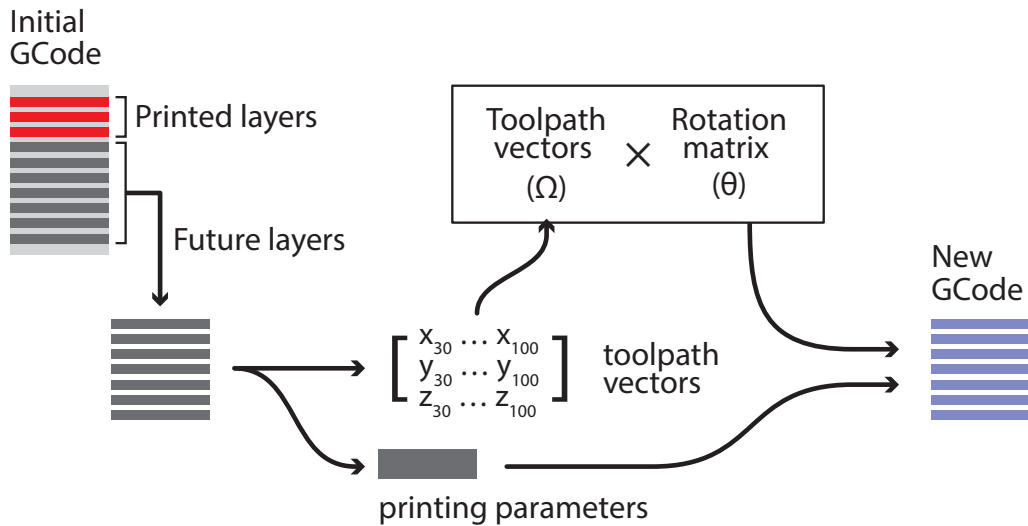 Initial
GCode
Printed layers
Future layers
Toolpath
vectors
(Ω)
×
Rotation
matrix
(θ)
x30 ... x100
y30 ... y100
z30 ... z100
toolpath
vectors
printing parameters
New
GCode